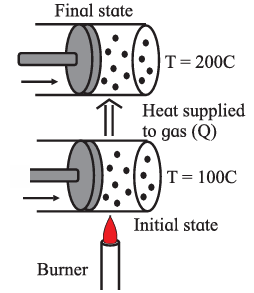 Final state
T = 200C
Heat supplied
to gas (Q)
T = 100C
Initial state
Burner